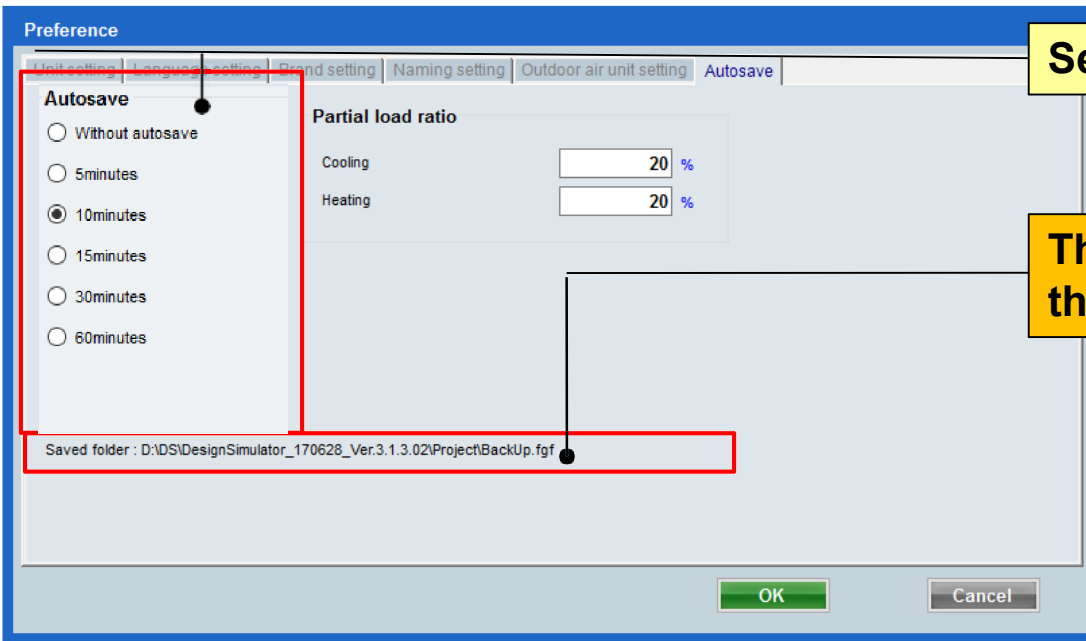 Preference
Unit setting Language setting Brand setting Naming setting Outdoor air unit setting Autosave
Se
Autosave
Without autosave
5minutes
10minutes
15minutes
30minutes
60minutes
Partial load ratio
Cooling 20 %
Heating 20 %
Th
th
Saved folder : D:\DS\DesignSimulator_170628_Ver.3.1.3.02\Project\BackUp.fgf
OK Cancel